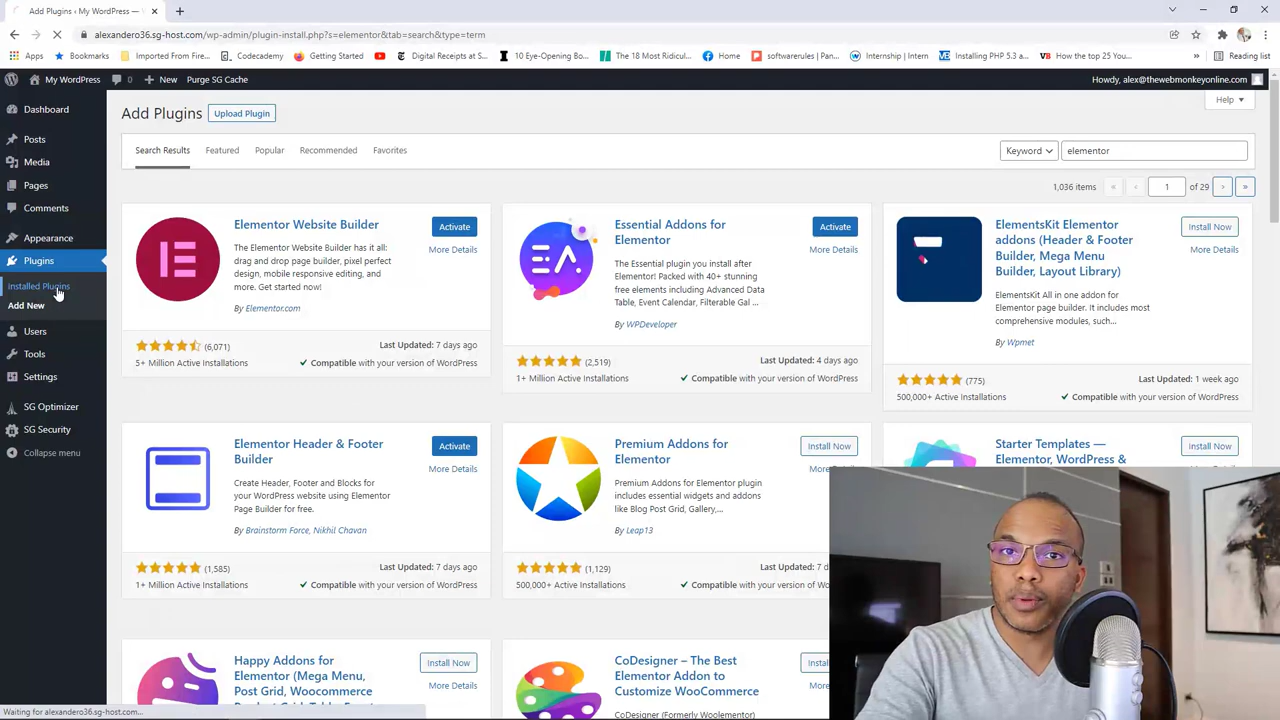 Add Plugins ‹ My WordPress —
alexandero36.sg-host.com/wp-admin/plugin-install.php?s=elementor&tab=search&type=term
Apps
Bookmarks
Imported From Fire...
Codecademy
Getting Started
Digital Receipts at S...
10 Eye-Opening Bo...
The 18 Most Ridicul...
Home
softwarerules | Pan...
Internship | Intern
Installing PHP 5.3 a...
How the top 25 You...
Reading list
My WordPress
0
New
Purge SG Cache
Howdy, alex@thewebmonkeyonline.com
Dashboard
Posts
Media
Pages
Comments
Appearance
Plugins
Installed Plugins
Add New
Users
Tools
Settings
SG Optimizer
SG Security
Collapse menu
Add Plugins
Upload Plugin
Help
Search Results
Featured
Popular
Recommended
Favorites
Keyword
elementor
1,036 items
«
‹
1
of 29
›
»
Elementor Website Builder
Activate
More Details
The Elementor Website Builder has it all:
drag and drop page builder, pixel perfect
design, mobile responsive editing, and
more. Get started now!
By Elementor.com
(6,071)
5+ Million Active Installations
Last Updated: 7 days ago
Compatible with your version of WordPress
EA/.
Essential Addons for
Elementor
Activate
More Details
The Essential plugin you install after
Elementor! Packed with 40+ stunning
free elements including Advanced Data
Table, Event Calendar, Filterable Gal ...
By WPDeveloper
(2,519)
1+ Million Active Installations
Last Updated: 4 days ago
Compatible with your version of WordPress
ElementsKit Elementor
addons (Header & Footer
Builder, Mega Menu
Builder, Layout Library)
Install Now
More Details
ElementsKit All in one addon for
Elementor page builder. It includes most
comprehensive modules, such...
By Wpmet
(775)
500,000+ Active Installations
Last Updated: 1 week ago
Compatible with your version of WordPress
Elementor Header & Footer
Builder
Activate
More Details
Create Header, Footer and Blocks for
your WordPress website using Elementor
Page Builder for free.
By Brainstorm Force, Nikhil Chavan
(1,585)
1+ Million Active Installations
Last Updated: 7 days ago
Compatible with your version of WordPress
Premium Addons for
Elementor
Install Now
More
Premium Addons for Elementor plugin
includes essential widgets and addons
like Blog Post Grid, Gallery,...
By Leap13
(1,129)
500,000+ Active Installations
Last Updated: 7 d
Compatible with your
Starter Templates —
Elementor, WordPress &
Install Now
Happy Addons for
Elementor (Mega Menu,
Post Grid, Woocommerce
Install Now
More Details
CoDesigner – The Best
Elementor Addon to
Customize WooCommerce
Instal
More De
CoDesigner (Formerly Woolementor)
Waiting for alexandero36.sg-host.com...